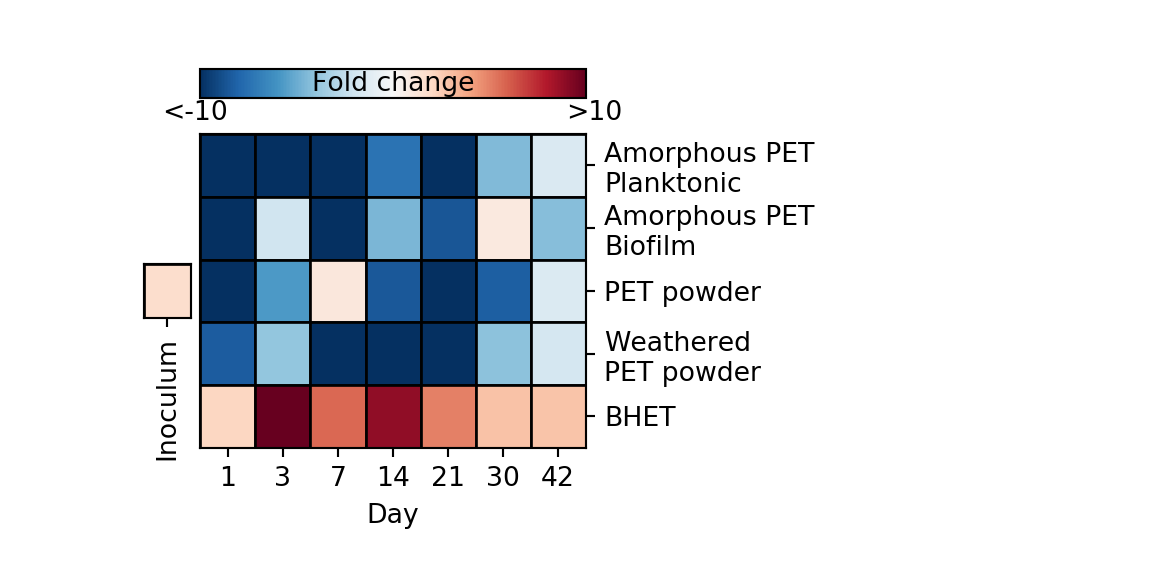 Fold change
<-10
>10
Amorphous PET
Planktonic
Amorphous PET
Biofilm
PET powder
Weathered
PET powder
BHET
Inoculum
1 3 7 14 21 30 42
Day